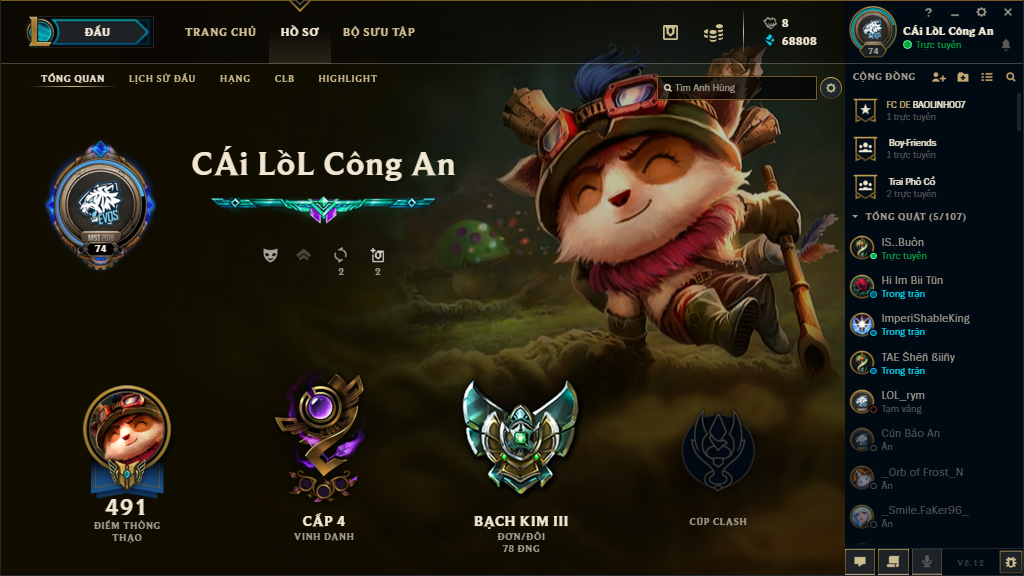 ĐẤU
TRANG CHỦ
HỒ SƠ
BỘ SƯU TẬP
8
68808
TỔNG QUAN
LỊCH SỬ ĐẤU
HẠNG
CLB
HIGHLIGHT
Tìm Anh Hùng
CÁi LồL Công An
EVOS
MSI 2018
74
2
2
491
ĐIỂM THÔNG
THẠO
CẤP 4
VINH DANH
BẠCH KIM III
ĐƠN/ĐÔI
78 ĐNG
CÚP CLASH
?
CÁi LồL Công An
Trực tuyến
74
CỘNG ĐỒNG
FC DE BAOLINH007
1 trực tuyến
Boy-Friends
1 trực tuyến
Trai Phố Cổ
2 trực tuyến
TỔNG QUÁT (5/107)
IS..Buồn
Trực tuyến
Hi Im Bii Tũn
Trong trận
ImperiShableKing
Trong trận
TAE Šhëñ ßiïñy
Trong trận
LOL_rym
Tạm vắng
Cún Bảo An
Ẩn
_Orb of Frost_N
Ẩn
_Smile.FaKer96_
Ẩn
V8.12